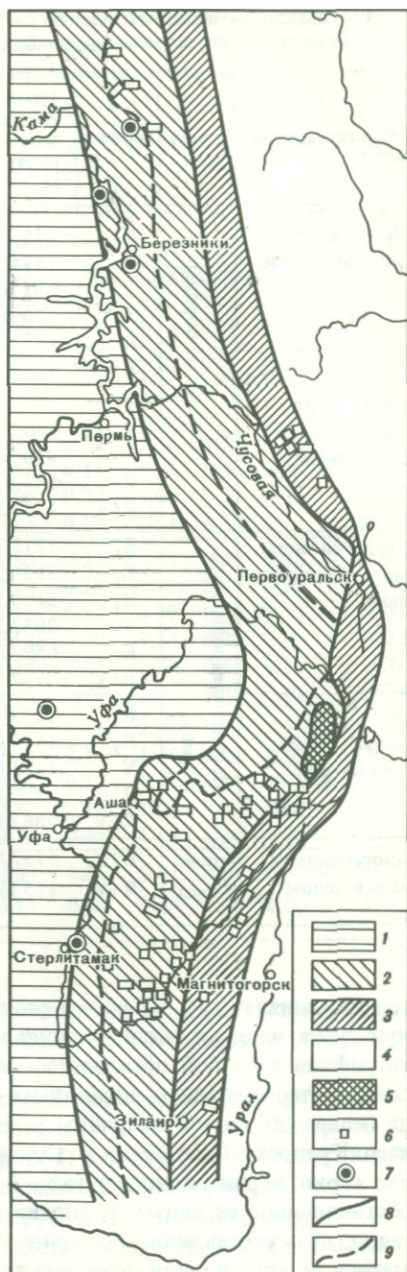 Кама
Березники
Пермь
Чусовая
Первоуральск
Уфа
Аша
Уфа
Стерлитамак
Магнитогорск
Зилаир
Урал
1
2
3
4
5
6
7
8
9